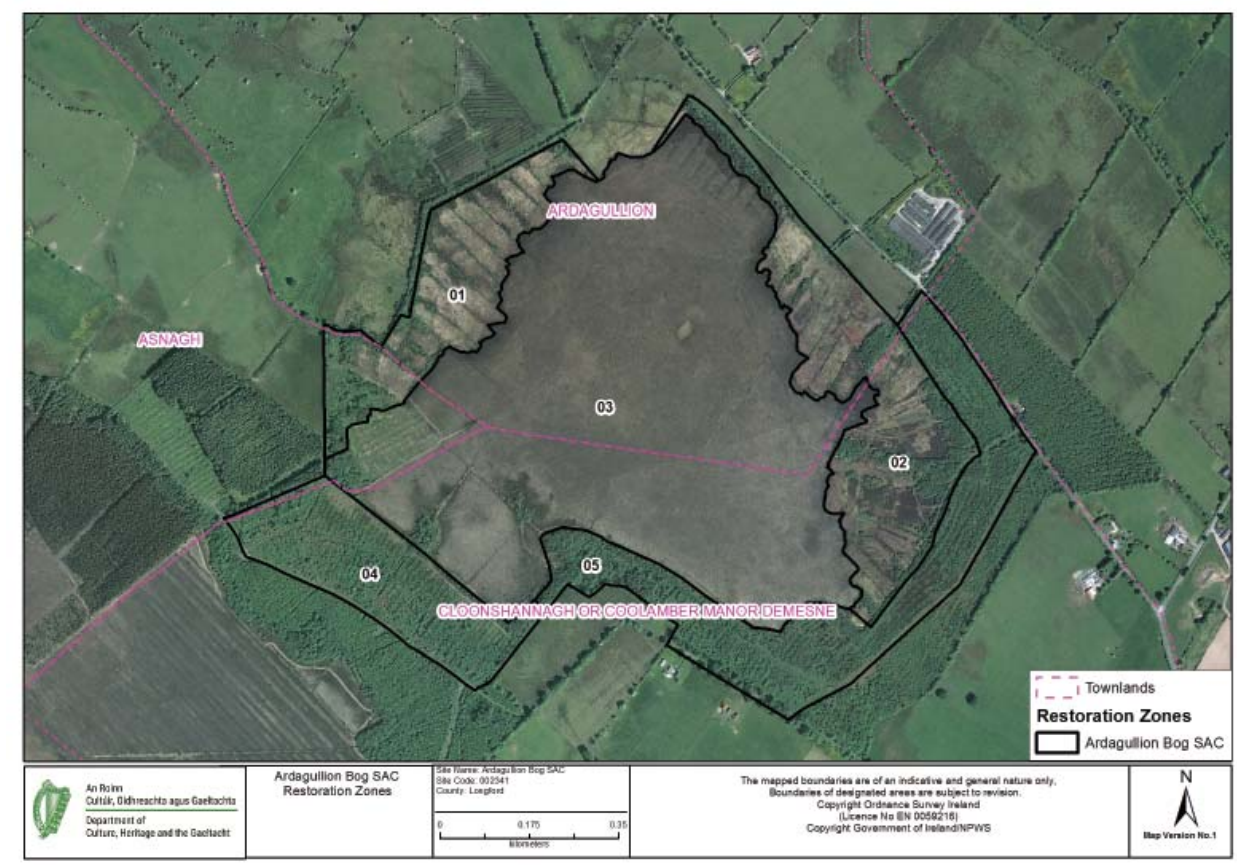 ARDAGULLION
01
ASNAGH
03
02
04
05
CLOONSHANNAGH OR COOLAMBER MANOR DEMESNE
Townlands
Restoration Zones
Ardagullion Bog SAC
An Roinn
Cultúir, Oidhreachta agus Gaeltachta
Department of
Culture, Heritage and the Gaeltacht
Ardagullion Bog SAC
Restoration Zones
Site Name: Ardagullion Bog SAC
Site Code: 002341
County: Longford
0 0.175 0.35
Kilometers
The mapped boundaries are of an indicative and general nature only.
Boundaries of designated areas are subject to revision.
Copyright Ordnance Survey Ireland
(Licence No EN 0059216)
Copyright Government of Ireland/NPWS
N
Map Version No.1